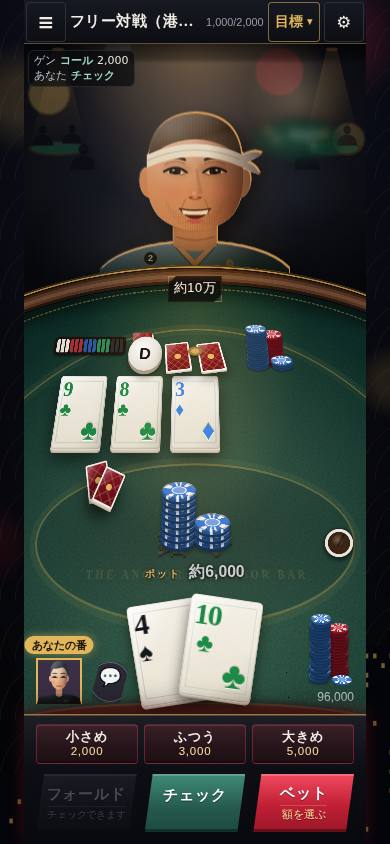 フリー対戦（港…
1,000/2,000
目標 ▾
ゲン コール 2,000
あなた チェック
2
約10万
D
9
8
3
ポット 約6,000
4
10
あなたの番
96,000
小さめ
2,000
ふつう
3,000
大きめ
5,000
フォールド
チェックできます
チェック
ベット
額を選ぶ